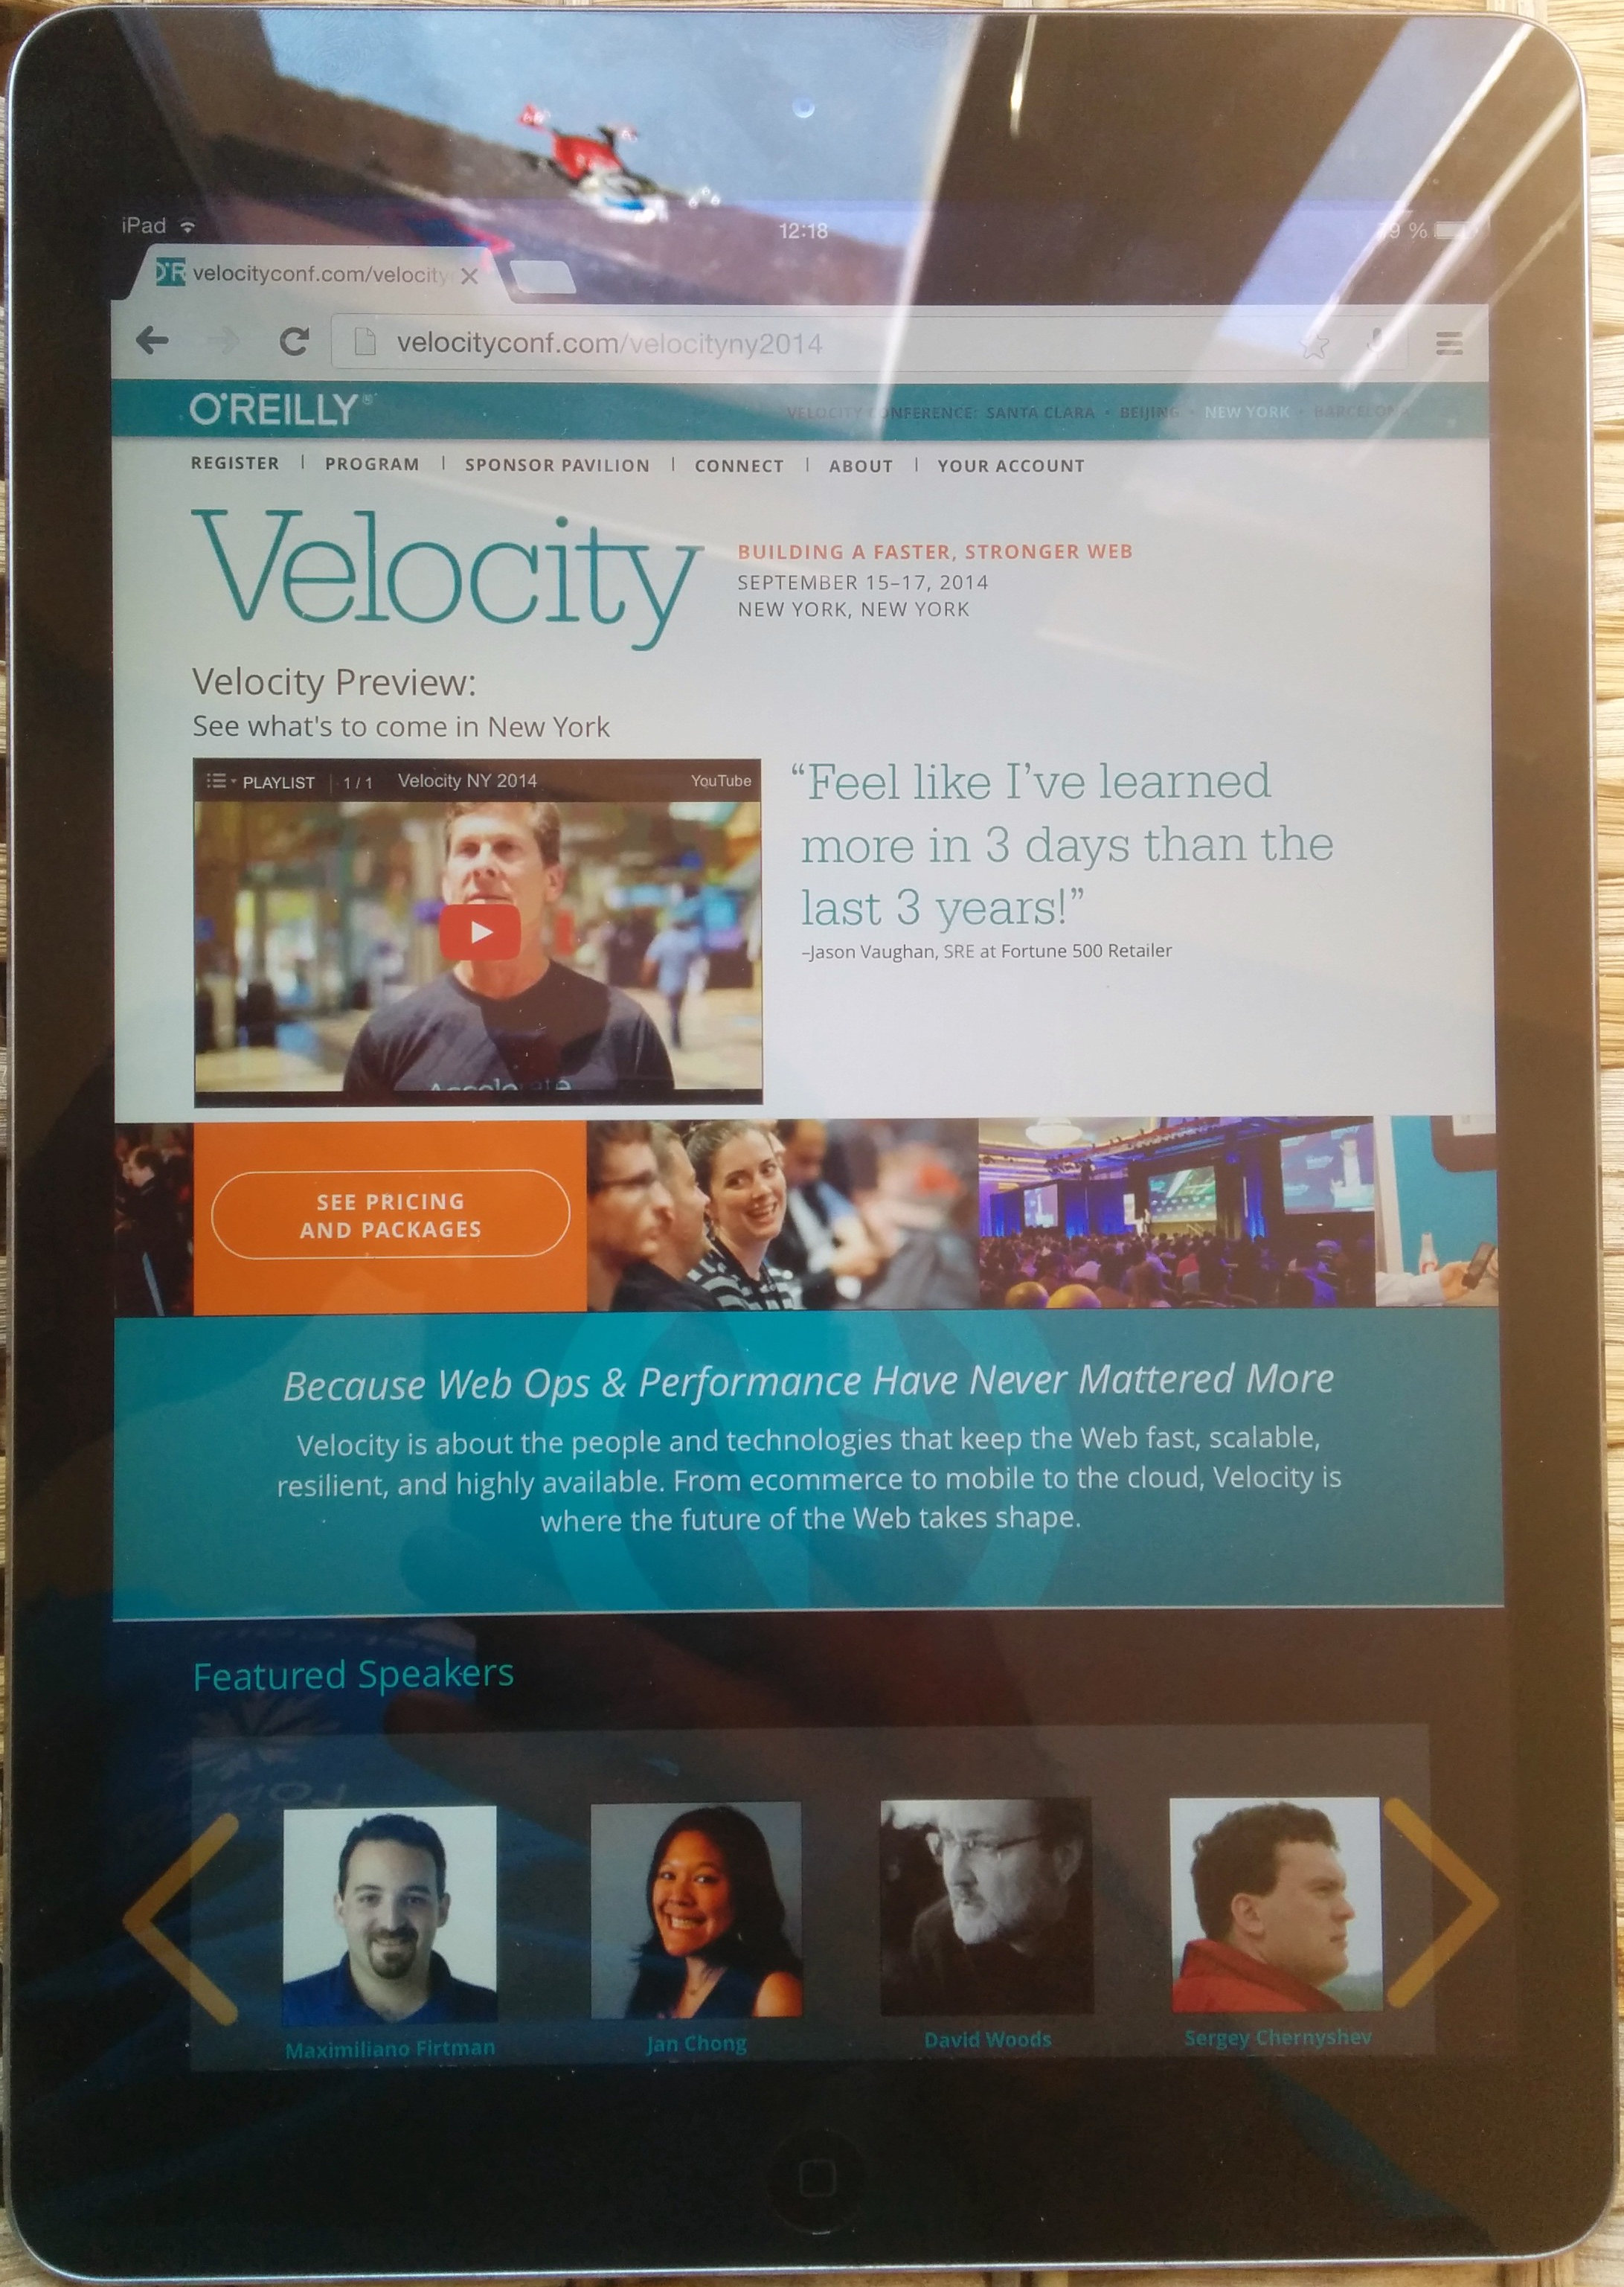 iPad
12:18
9 %
O'R velocityconf.com/velocity
velocityconf.com/velocityny2014
O'REILLY®
VELOCITY CONFERENCE: SANTA CLARA • BEIJING • NEW YORK • BARCELONA
REGISTER | PROGRAM | SPONSOR PAVILION | CONNECT | ABOUT | YOUR ACCOUNT
Velocity
BUILDING A FASTER, STRONGER WEB
SEPTEMBER 15–17, 2014
NEW YORK, NEW YORK
Velocity Preview:
See what's to come in New York
PLAYLIST | 1 / 1 Velocity NY 2014 YouTube
“Feel like I’ve learned
more in 3 days than the
last 3 years!”
–Jason Vaughan, SRE at Fortune 500 Retailer
SEE PRICING
AND PACKAGES
Because Web Ops & Performance Have Never Mattered More
Velocity is about the people and technologies that keep the Web fast, scalable,
resilient, and highly available. From ecommerce to mobile to the cloud, Velocity is
where the future of the Web takes shape.
Featured Speakers
Maximiliano Firtman
Jan Chong
David Woods
Sergey Chernyshev